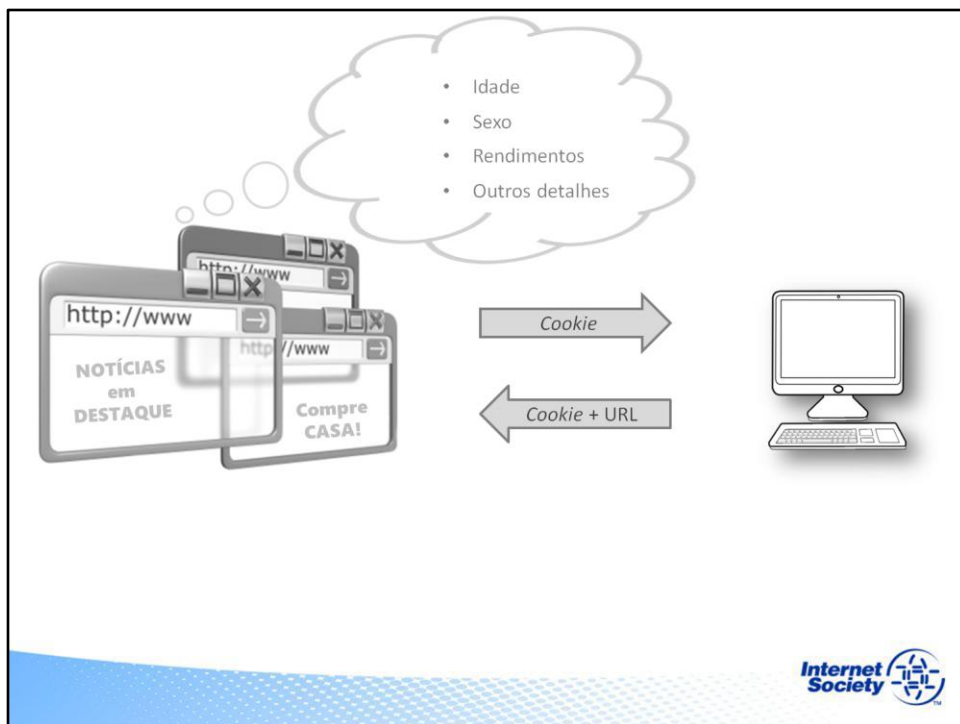 • Idade
• Sexo
• Rendimentos
• Outros detalhes
http://www
http://www
http://www
NOTÍCIAS
em
DESTAQUE
Compre
CASA!
Cookie
Cookie + URL
Internet
Society
TM